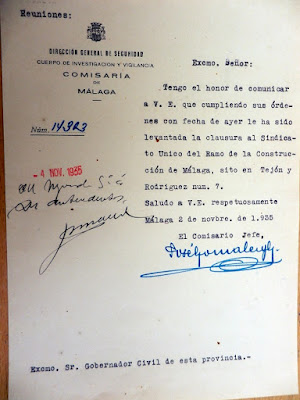 Reuniones:
DIRECCIÓN GENERAL DE SEGURIDAD
CUERPO DE INVESTIGACIÓN Y VIGILANCIA
COMISARÍA
DE
MÁLAGA
Núm. 14.323
-4 NOV. 1935
Excmo. Señor:
Tengo el honor de comunicar
a V. E. que cumpliendo sus órde-
nes con fecha de ayer le ha sido
levantada la clausura al Sindica-
to Unico del Ramo de la Construc-
ción de Málaga, sito en Tejón y
Rodriguez num. 7.
Saludo a V.E. respetuosamente
Málaga 2 de novbre. de 1.935
El Comisario Jefe,
Excmo. Sr. Gobernador Civil de esta provincia.-